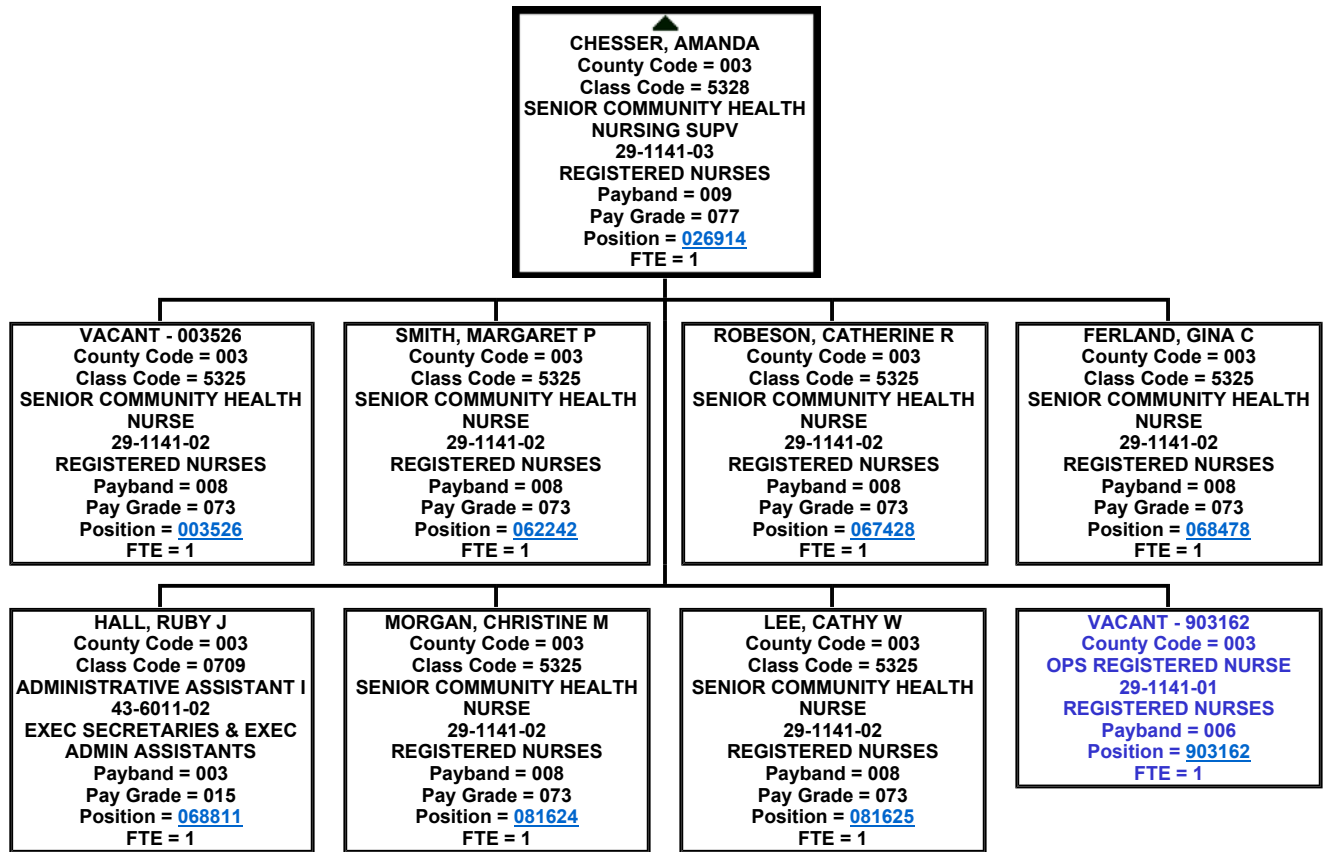 CHESSER, AMANDA
County Code = 003
Class Code = 5328
SENIOR COMMUNITY HEALTH
NURSING SUPV
29-1141-03
REGISTERED NURSES
Payband = 009
Pay Grade = 077
Position = 026914
FTE = 1
VACANT - 003526
County Code = 003
Class Code = 5325
SENIOR COMMUNITY HEALTH
NURSE
29-1141-02
REGISTERED NURSES
Payband = 008
Pay Grade = 073
Position = 003526
FTE = 1
SMITH, MARGARET P
County Code = 003
Class Code = 5325
SENIOR COMMUNITY HEALTH
NURSE
29-1141-02
REGISTERED NURSES
Payband = 008
Pay Grade = 073
Position = 062242
FTE = 1
ROBESON, CATHERINE R
County Code = 003
Class Code = 5325
SENIOR COMMUNITY HEALTH
NURSE
29-1141-02
REGISTERED NURSES
Payband = 008
Pay Grade = 073
Position = 067428
FTE = 1
FERLAND, GINA C
County Code = 003
Class Code = 5325
SENIOR COMMUNITY HEALTH
NURSE
29-1141-02
REGISTERED NURSES
Payband = 008
Pay Grade = 073
Position = 068478
FTE = 1
HALL, RUBY J
County Code = 003
Class Code = 0709
ADMINISTRATIVE ASSISTANT I
43-6011-02
EXEC SECRETARIES & EXEC
ADMIN ASSISTANTS
Payband = 003
Pay Grade = 015
Position = 068811
FTE = 1
MORGAN, CHRISTINE M
County Code = 003
Class Code = 5325
SENIOR COMMUNITY HEALTH
NURSE
29-1141-02
REGISTERED NURSES
Payband = 008
Pay Grade = 073
Position = 081624
FTE = 1
LEE, CATHY W
County Code = 003
Class Code = 5325
SENIOR COMMUNITY HEALTH
NURSE
29-1141-02
REGISTERED NURSES
Payband = 008
Pay Grade = 073
Position = 081625
FTE = 1
VACANT - 903162
County Code = 003
OPS REGISTERED NURSE
29-1141-01
REGISTERED NURSES
Payband = 006
Position = 903162
FTE = 1